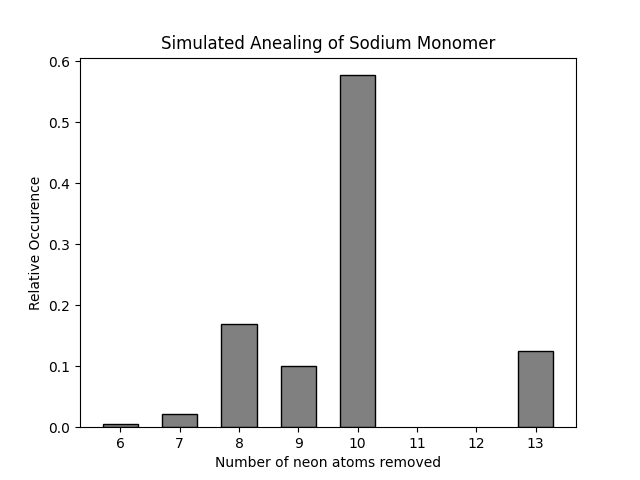 Simulated Anealing of Sodium Monomer
Relative Occurence
0.6
0.5
0.4
0.3
0.2
0.1
0.0
6 7 8 9 10 11 12 13
Number of neon atoms removed